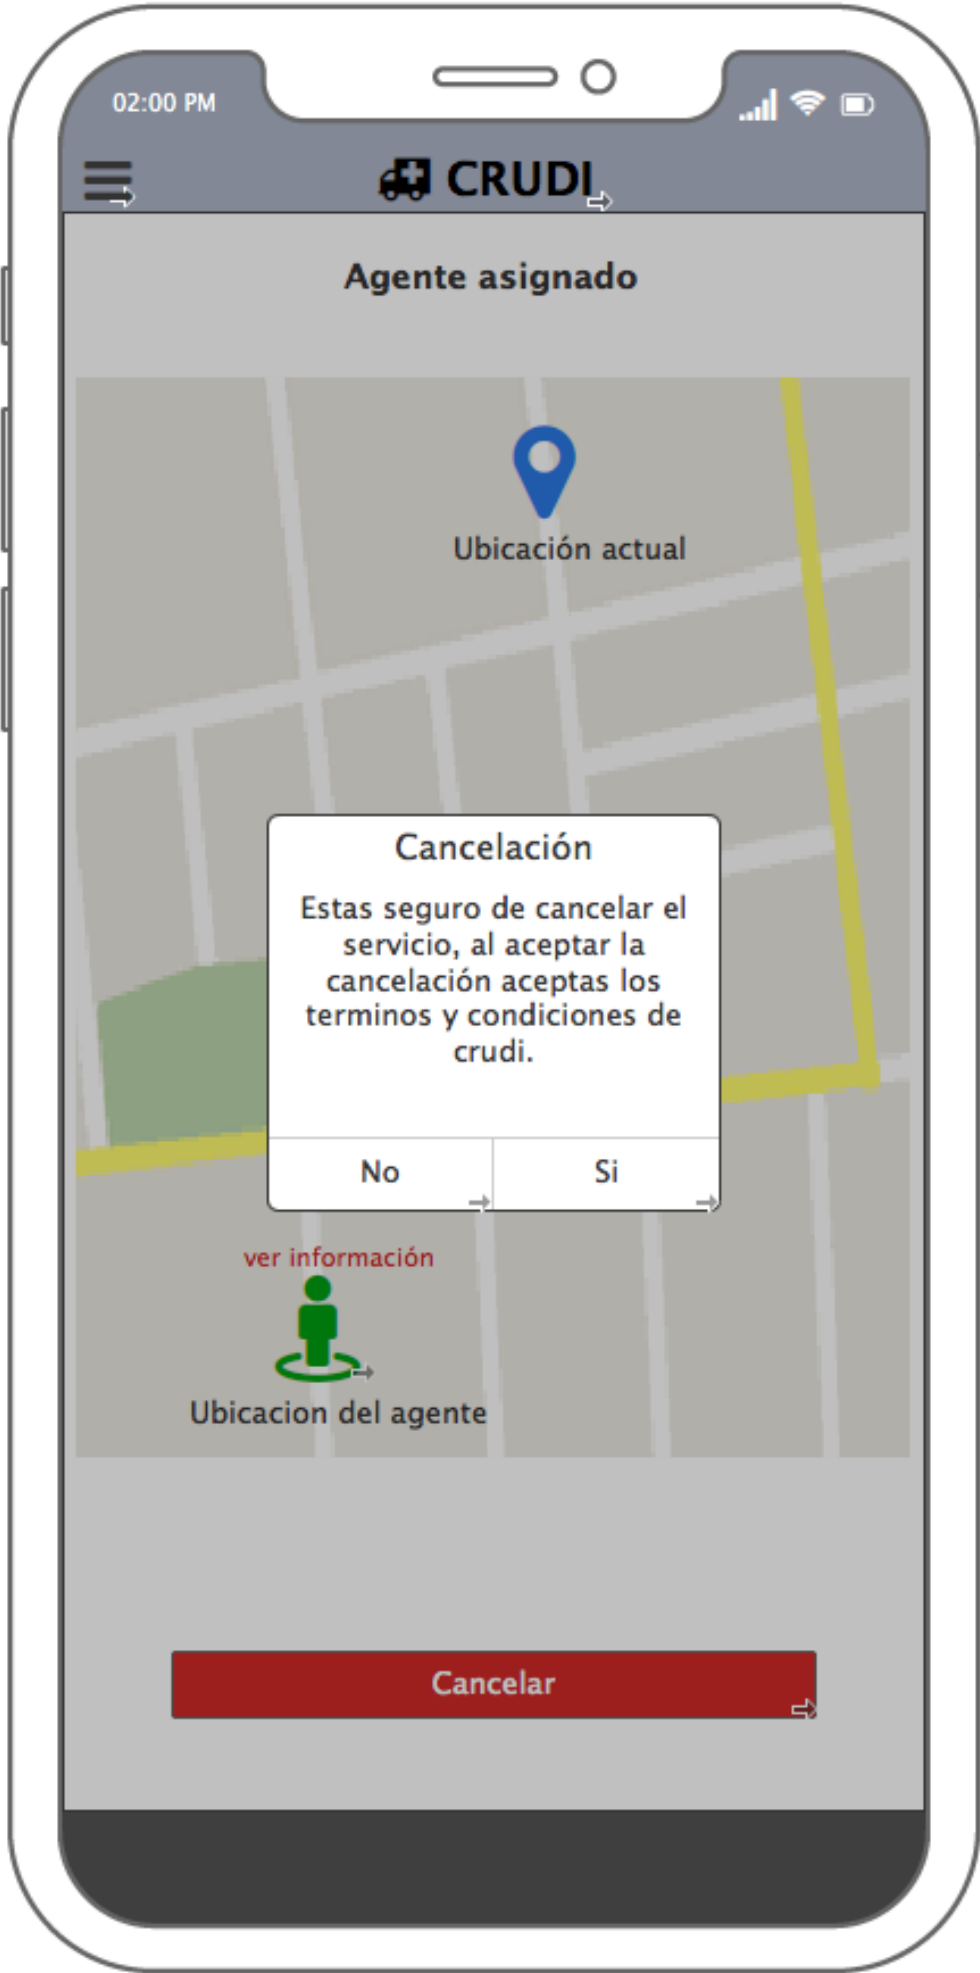 02:00 PM
CRUDI
Agente asignado
Ubicación actual
Cancelación
Estas seguro de cancelar el
servicio, al aceptar la
cancelación aceptas los
terminos y condiciones de
crudi.
No
Si
ver información
Ubicacion del agente
Cancelar